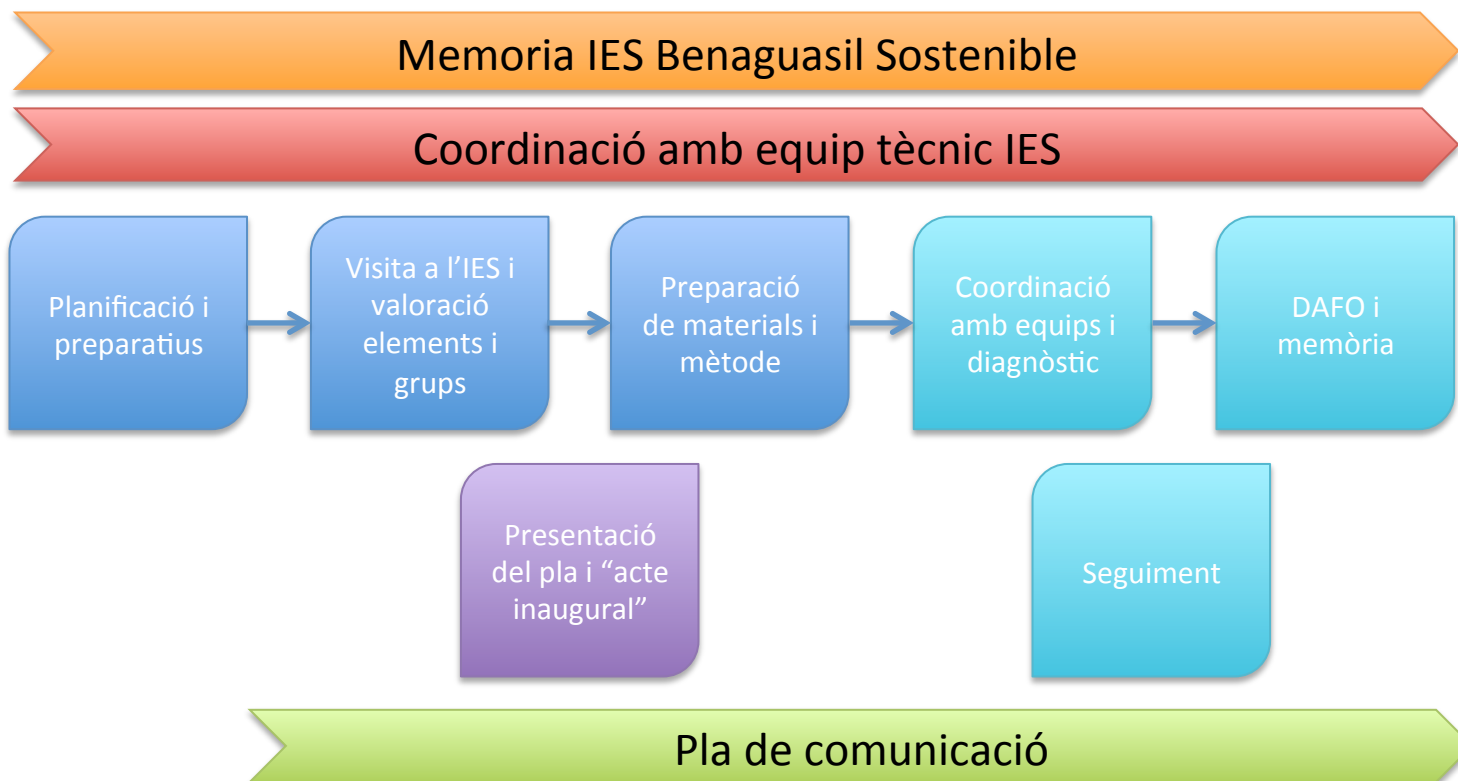 Memoria IES Benaguasil Sostenible
Coordinació amb equip tècnic IES
Planificació i
preparatius
Visita a l’IES i
valoració
elements i
grups
Preparació
de materials i
mètode
Coordinació
amb equips i
diagnòstic
DAFO i
memòria
Presentació
del pla i “acte
inaugural”
Seguiment
Pla de comunicació